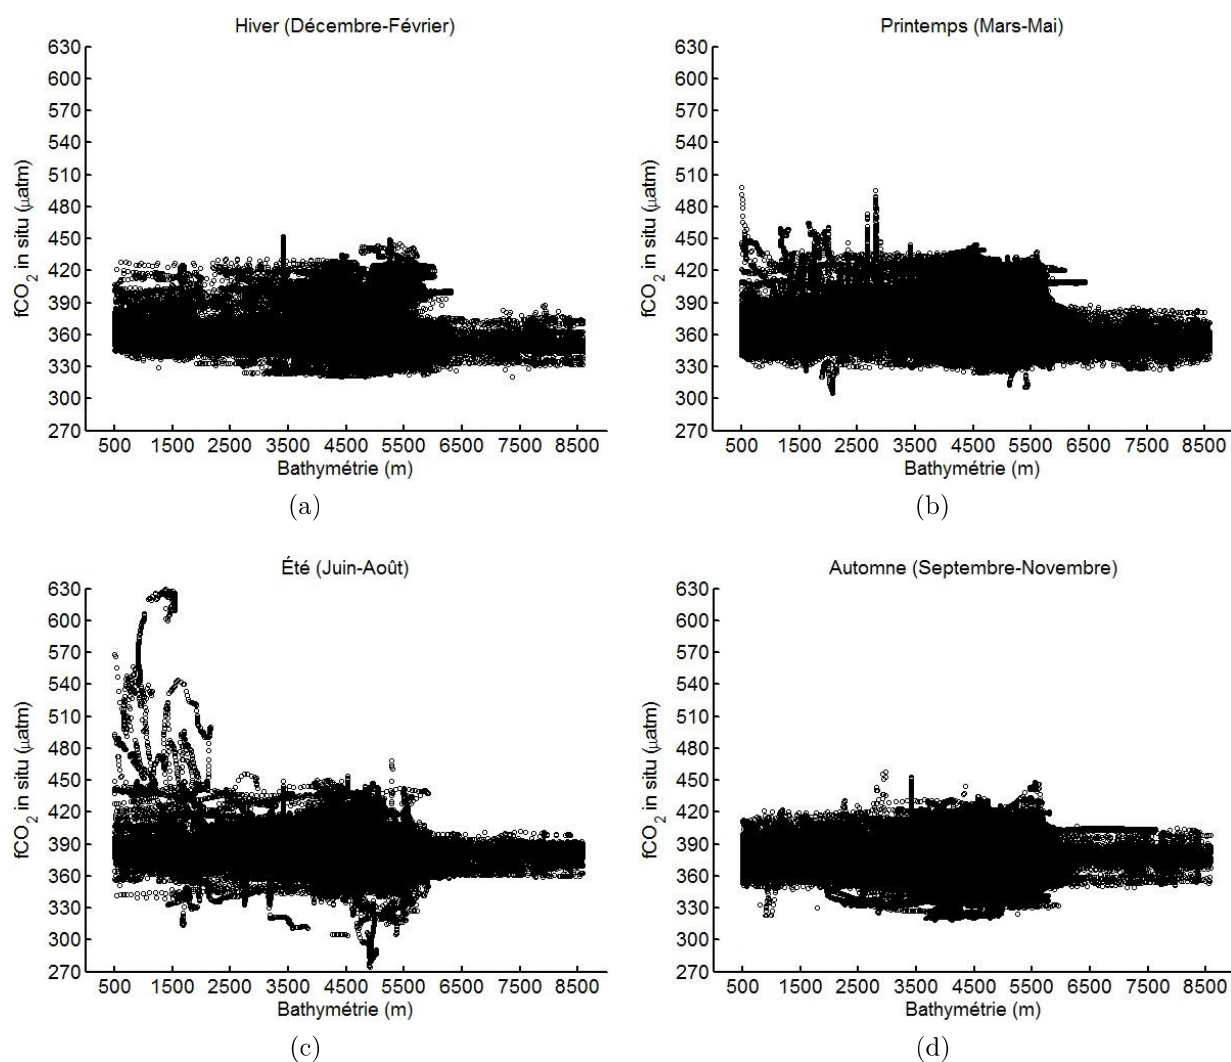 Hiver (Décembre-Février)
630
600
570
540
510
480
450
420
390
360
330
300
270
fCO2 in situ (µatm)
500 1500 2500 3500 4500 5500 6500 7500 8500
Bathymétrie (m)
(a)
Printemps (Mars-Mai)
630
600
570
540
510
480
450
420
390
360
330
300
270
fCO2 in situ (µatm)
500 1500 2500 3500 4500 5500 6500 7500 8500
Bathymétrie (m)
(b)
Été (Juin-Août)
630
600
570
540
510
480
450
420
390
360
330
300
270
fCO2 in situ (µatm)
500 1500 2500 3500 4500 5500 6500 7500 8500
Bathymétrie (m)
(c)
Automne (Septembre-Novembre)
630
600
570
540
510
480
450
420
390
360
330
300
270
fCO2 in situ (µatm)
500 1500 2500 3500 4500 5500 6500 7500 8500
Bathymétrie (m)
(d)